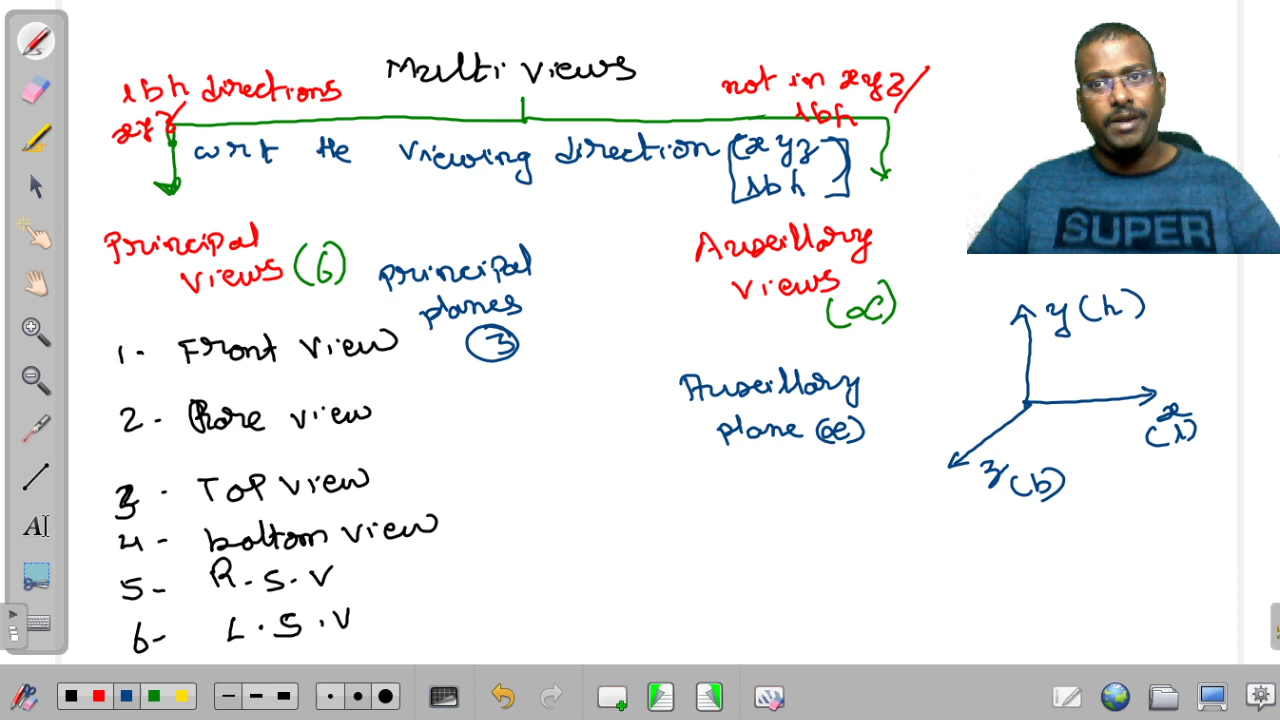 Multi views
lbh directions
xyz/
not in xyz/
lbh
wrt the viewing direction (xyz
lbh)
Principal
views (6)
principal
planes
3
Auxillary
views
(∞)
1- Front view
2- Rare view
3- Top view
4- bottom view
5- R.S.V
6- L.S.V
Auxillary
plane (∞)
y (h)
x
(l)
z (b)
SUPER
AI